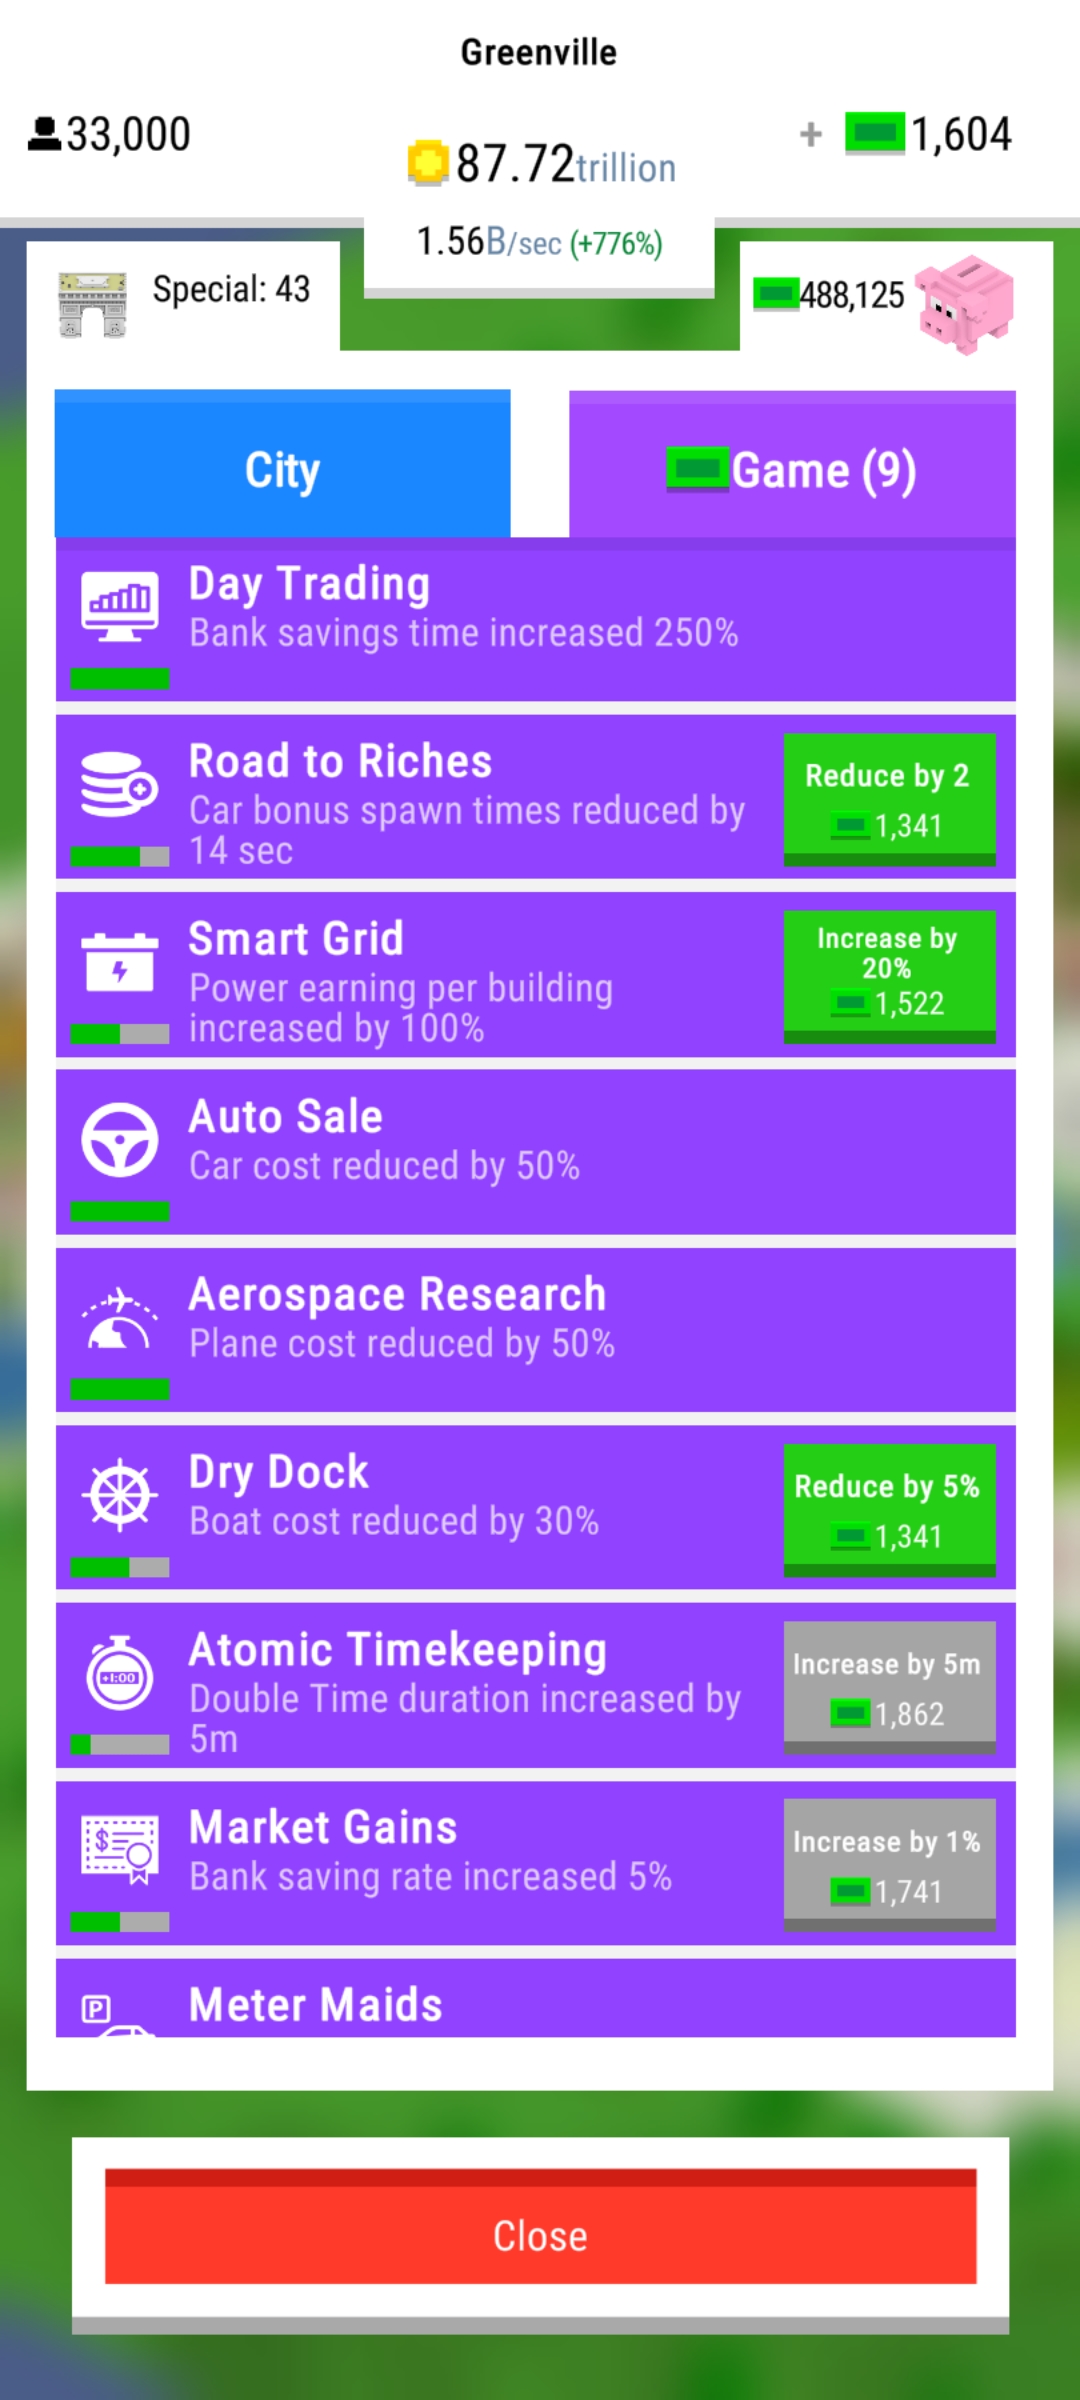 Greenville
33,000
87.72trillion
+ 1,604
1.56B/sec (+776%)
Special: 43
488,125
City
Game (9)
Day Trading
Bank savings time increased 250%
Road to Riches
Car bonus spawn times reduced by
14 sec
Reduce by 2
1,341
Smart Grid
Power earning per building
increased by 100%
Increase by
20%
1,522
Auto Sale
Car cost reduced by 50%
Aerospace Research
Plane cost reduced by 50%
Dry Dock
Boat cost reduced by 30%
Reduce by 5%
1,341
+1:00
Atomic Timekeeping
Double Time duration increased by
5m
Increase by 5m
1,862
$
Market Gains
Bank saving rate increased 5%
Increase by 1%
1,741
P
Meter Maids
Close